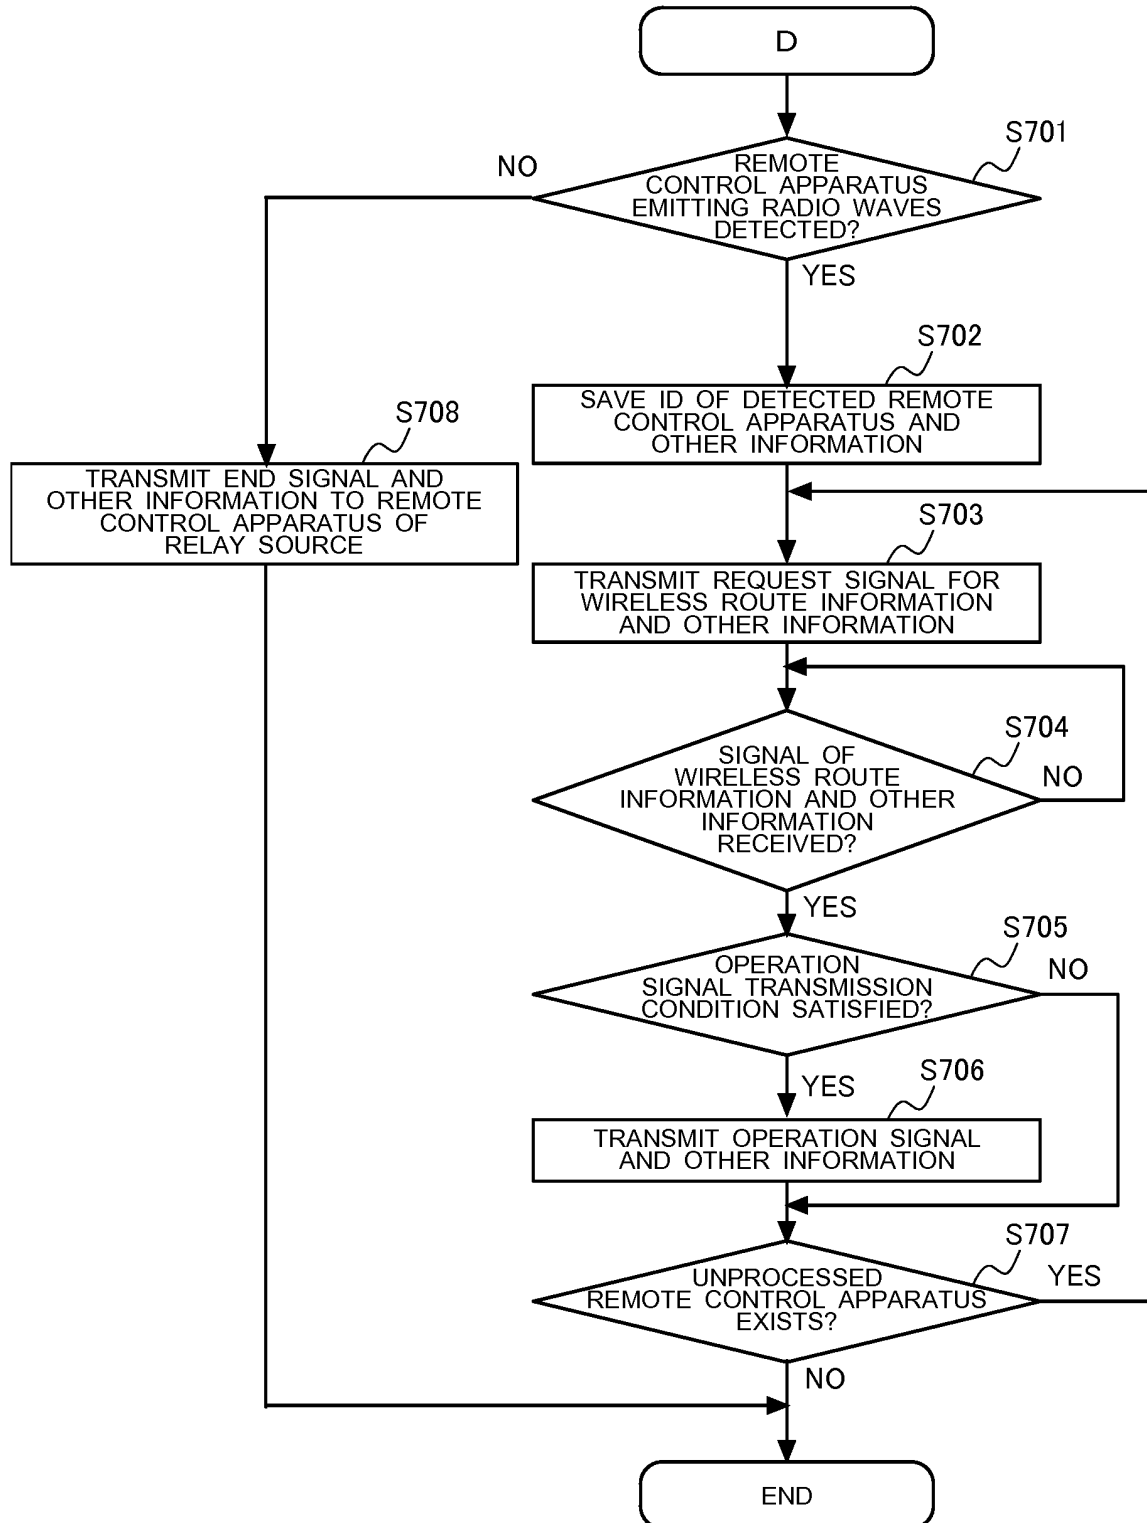 D
S701
NO
REMOTE
CONTROL APPARATUS
EMITTING RADIO WAVES
DETECTED?
YES
S702
SAVE ID OF DETECTED REMOTE
CONTROL APPARATUS AND
OTHER INFORMATION
S708
TRANSMIT END SIGNAL AND
OTHER INFORMATION TO REMOTE
CONTROL APPARATUS OF
RELAY SOURCE
S703
TRANSMIT REQUEST SIGNAL FOR
WIRELESS ROUTE INFORMATION
AND OTHER INFORMATION
S704
SIGNAL OF
WIRELESS ROUTE
INFORMATION AND OTHER
INFORMATION
RECEIVED?
NO
YES
S705
OPERATION
SIGNAL TRANSMISSION
CONDITION SATISFIED?
NO
YES
S706
TRANSMIT OPERATION SIGNAL
AND OTHER INFORMATION
S707
UNPROCESSED
REMOTE CONTROL APPARATUS
EXISTS?
YES
NO
END